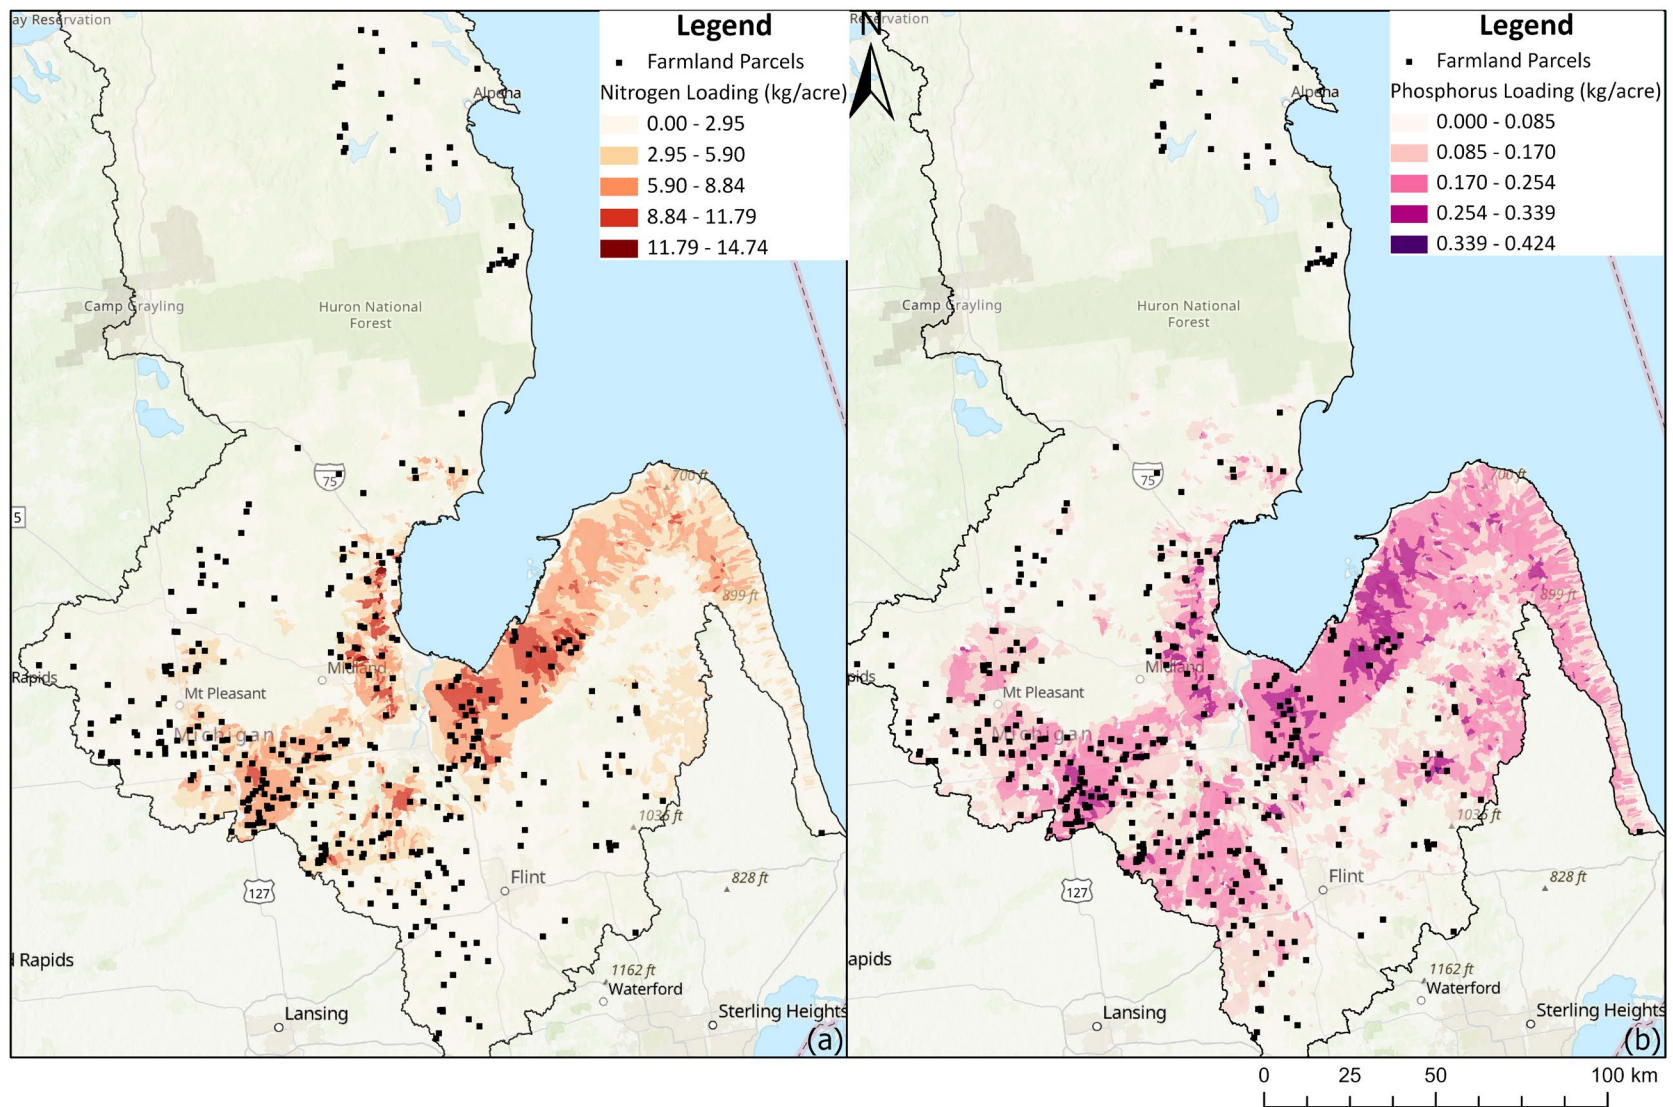 ay Reservation
Legend
Farmland Parcels
Nitrogen Loading (kg/acre)
0.00 - 2.95
2.95 - 5.90
5.90 - 8.84
8.84 - 11.79
11.79 - 14.74
Alpena
Camp Grayling
Huron National
Forest
75
5
700 ft
899 ft
Midland
Rapids
Mt Pleasant
Michigan
1035 ft
Flint
828 ft
127
d Rapids
1162 ft
Waterford
Lansing
Sterling Heights
(a)
Reservation
N
Legend
Farmland Parcels
Phosphorus Loading (kg/acre)
0.000 - 0.085
0.085 - 0.170
0.170 - 0.254
0.254 - 0.339
0.339 - 0.424
Alpena
Camp Grayling
Huron National
Forest
75
700 ft
899 ft
Midland
pids
Mt Pleasant
Michigan
1035 ft
Flint
828 ft
127
apids
1162 ft
Waterford
Lansing
Sterling Heights
(b)
0 25 50 100 km